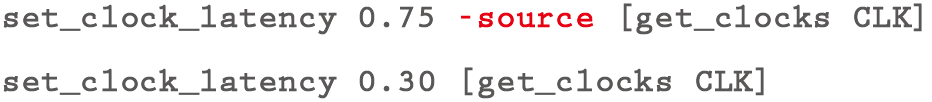 set_clock_latency 0.75 -source [get_clocks CLK]
set_clock_latency 0.30 [get_clocks CLK]